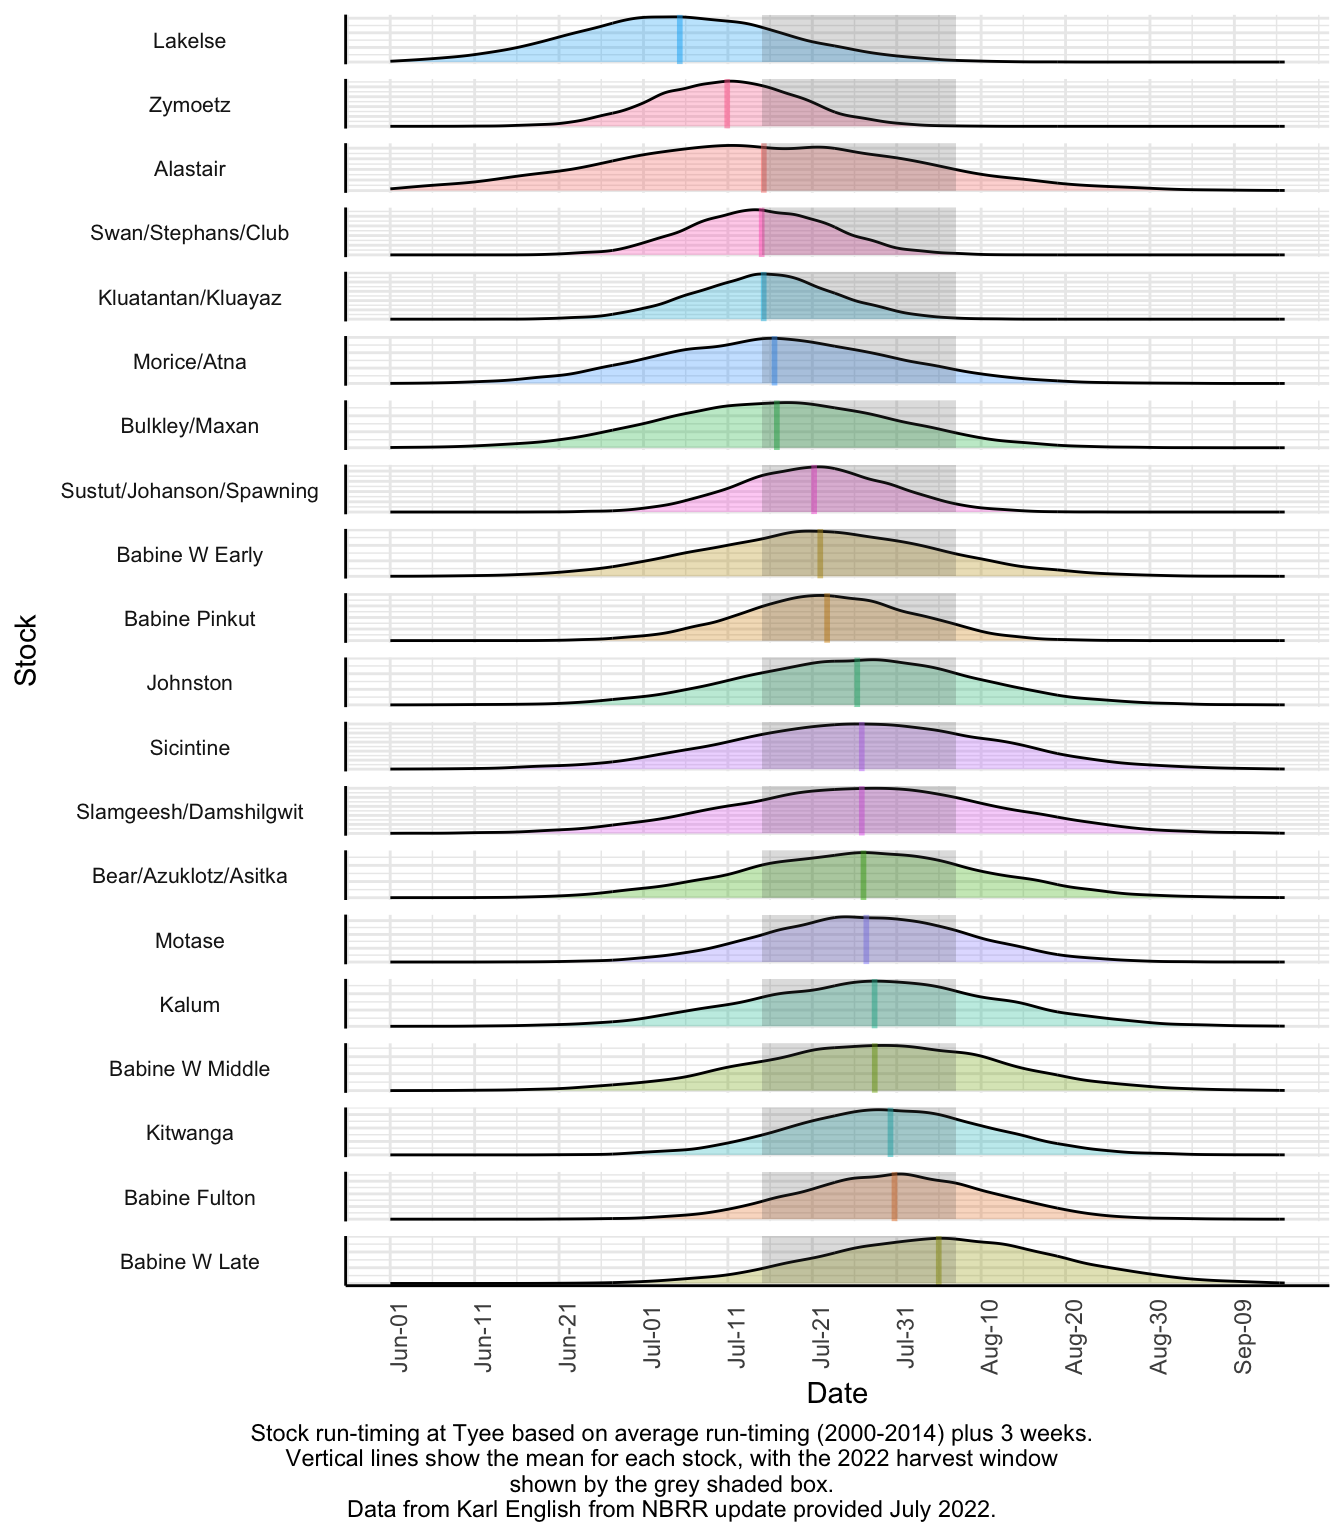 Lakelse
Zymoetz
Alastair
Swan/Stephans/Club
Kluatantan/Kluayaz
Morice/Atna
Bulkley/Maxan
Sustut/Johanson/Spawning
Babine W Early
Babine Pinkut
Johnston
Sicintine
Slamgeesh/Damshilgwit
Bear/Azuklotz/Asitka
Motase
Kalum
Babine W Middle
Kitwanga
Babine Fulton
Babine W Late
Stock
Jun-01
Jun-11
Jun-21
Jul-01
Jul-11
Jul-21
Jul-31
Aug-10
Aug-20
Aug-30
Sep-09
Date
Stock run-timing at Tyee based on average run-timing (2000-2014) plus 3 weeks.
Vertical lines show the mean for each stock, with the 2022 harvest window
shown by the grey shaded box.
Data from Karl English from NBRR update provided July 2022.